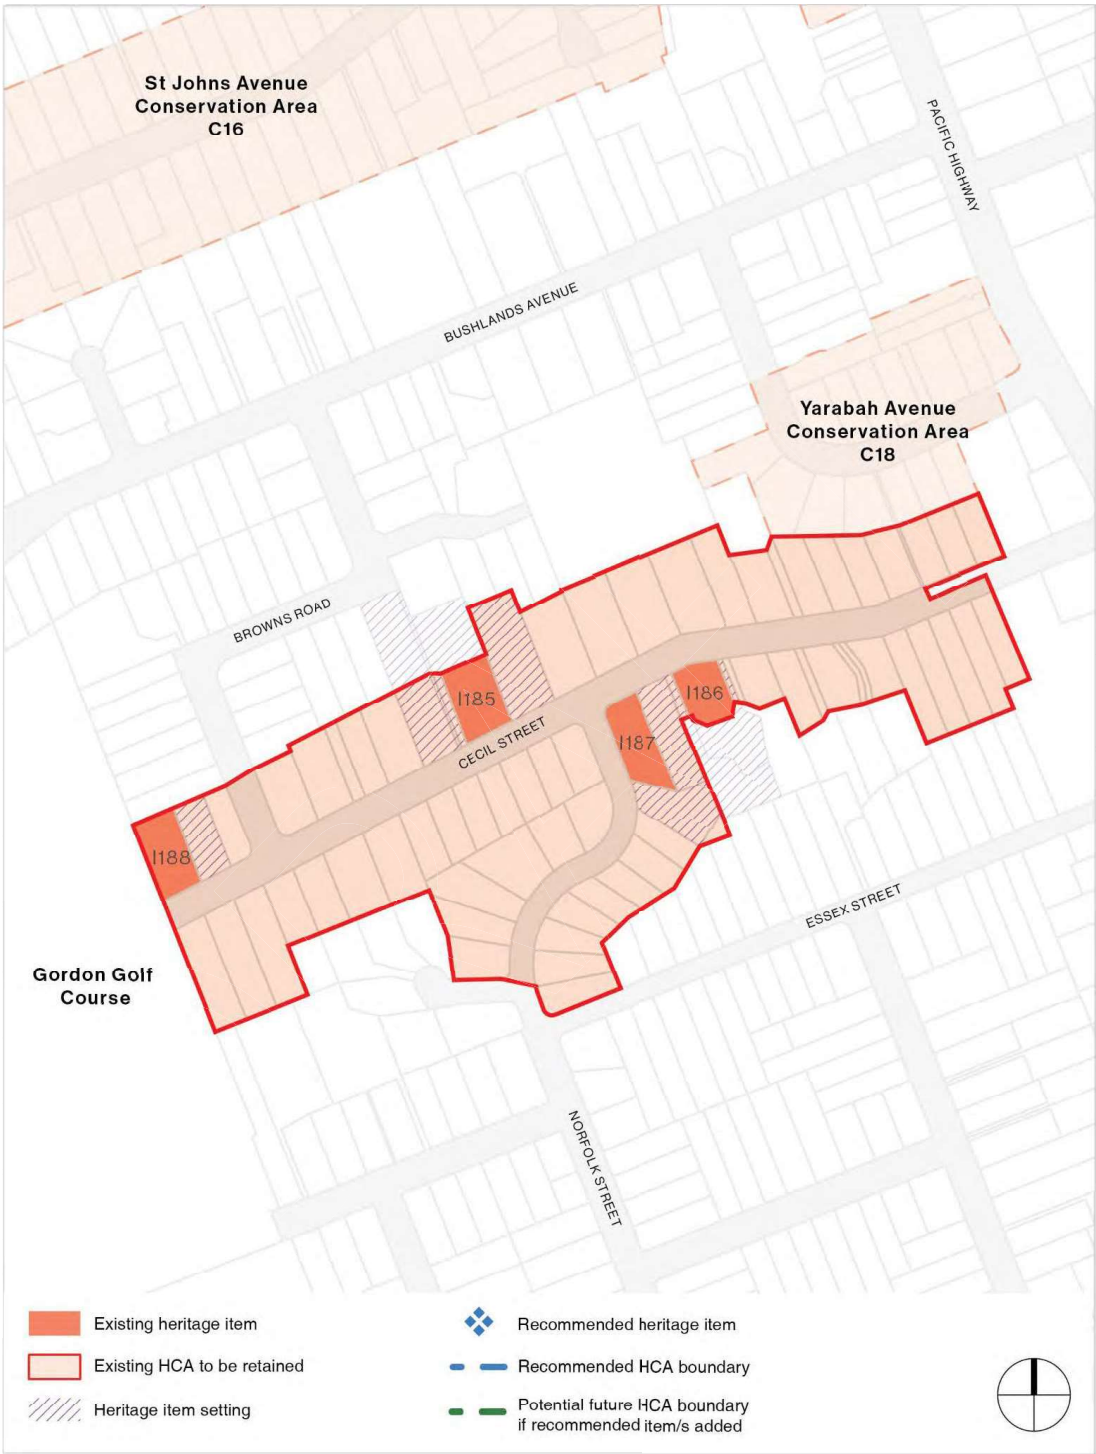 St Johns Avenue
Conservation Area
C16
PACIFIC HIGHWAY
BUSHLANDS AVENUE
Yarabah Avenue
Conservation Area
C18
BROWNS ROAD
I185
I186
CECIL STREET
I187
I188
ESSEX STREET
Gordon Golf
Course
NORFOLK STREET
Existing heritage item
Existing HCA to be retained
Heritage item setting
Recommended heritage item
Recommended HCA boundary
Potential future HCA boundary
if recommended item/s added